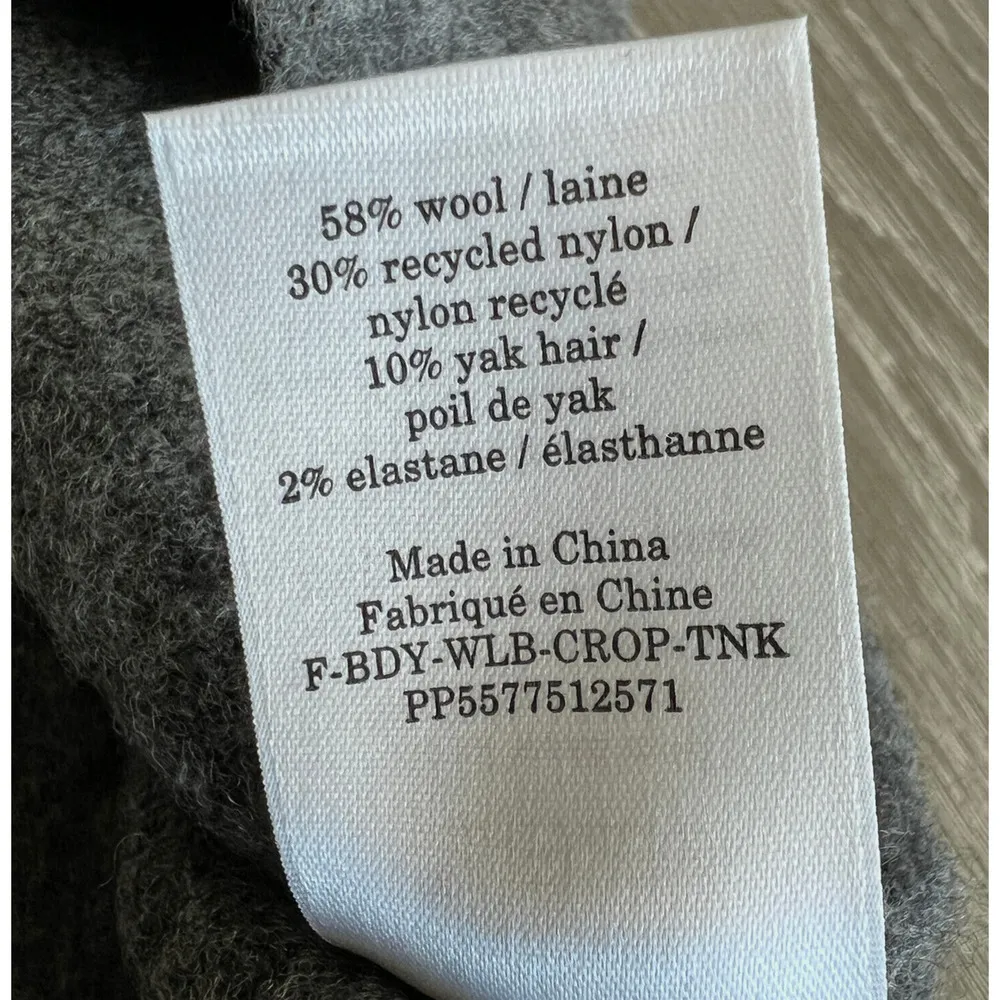 58% wool / laine
30% recycled nylon /
nylon recyclé
10% yak hair /
poil de yak
2% elastane / élasthanne
Made in China
Fabriqué en Chine
F-BDY-WLB-CROP-TNK
PP5577512571